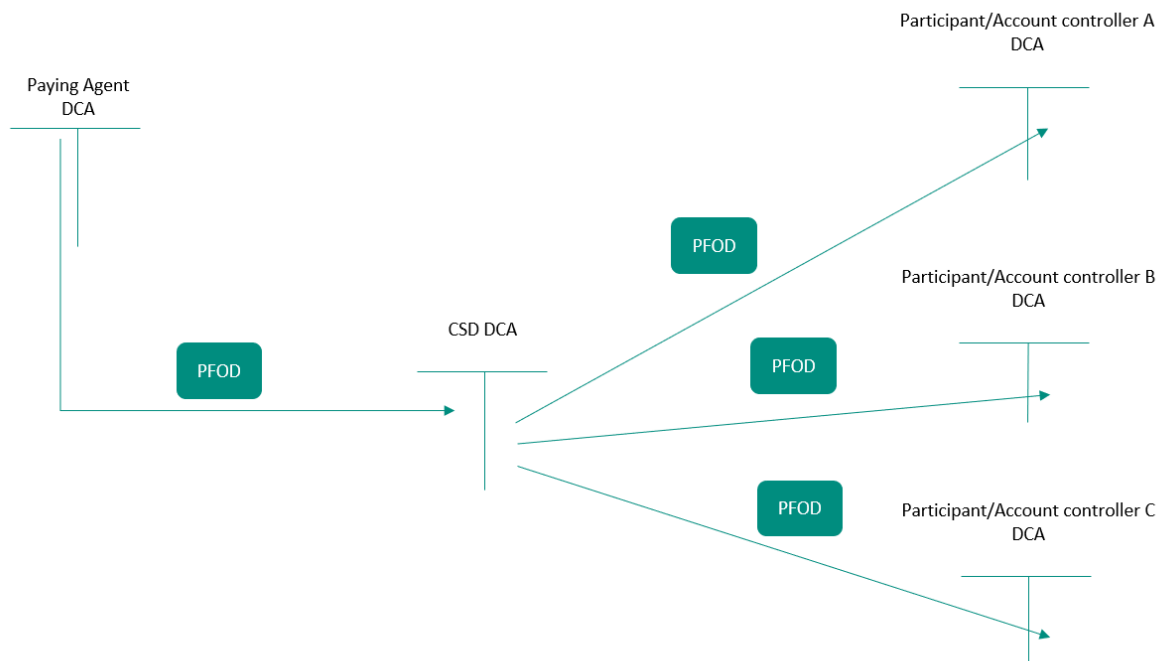 Participant/Account controller A
DCA
Paying Agent
DCA
PFOD
Participant/Account controller B
DCA
CSD DCA
PFOD
PFOD
Participant/Account controller C
PFOD
DCA